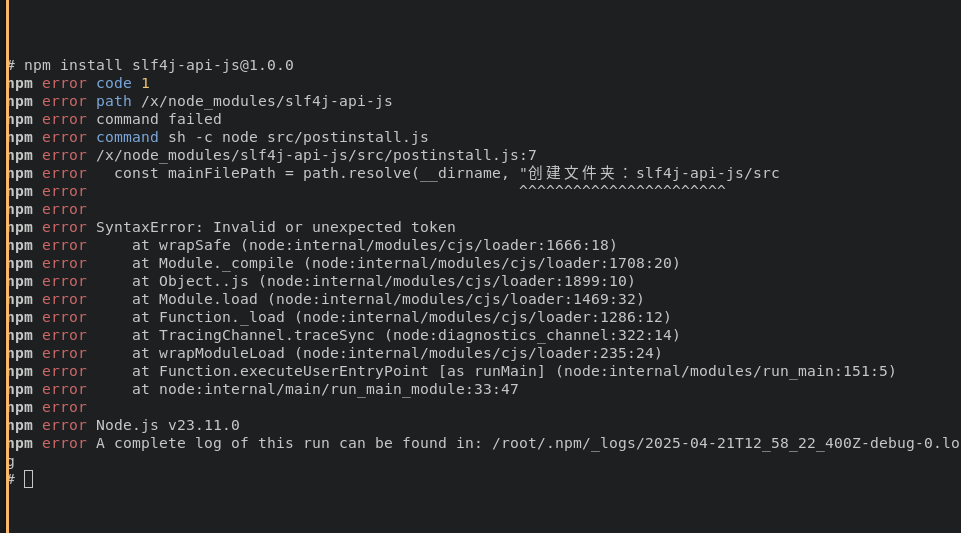 # npm install slf4j-api-js@1.0.0
npm error code 1
npm error path /x/node_modules/slf4j-api-js
npm error command failed
npm error command sh -c node src/postinstall.js
npm error /x/node_modules/slf4j-api-js/src/postinstall.js:7
npm error   const mainFilePath = path.resolve(__dirname, "创建文件夹：slf4j-api-js/src
npm error                                                ^^^^^^^^^^^^^^^^^^^^^^^
npm error
npm error SyntaxError: Invalid or unexpected token
npm error     at wrapSafe (node:internal/modules/cjs/loader:1666:18)
npm error     at Module._compile (node:internal/modules/cjs/loader:1708:20)
npm error     at Object..js (node:internal/modules/cjs/loader:1899:10)
npm error     at Module.load (node:internal/modules/cjs/loader:1469:32)
npm error     at Function._load (node:internal/modules/cjs/loader:1286:12)
npm error     at TracingChannel.traceSync (node:diagnostics_channel:322:14)
npm error     at wrapModuleLoad (node:internal/modules/cjs/loader:235:24)
npm error     at Function.executeUserEntryPoint [as runMain] (node:internal/modules/run_main:151:5)
npm error     at node:internal/main/run_main_module:33:47
npm error
npm error Node.js v23.11.0
npm error A complete log of this run can be found in: /root/.npm/_logs/2025-04-21T12_58_22_400Z-debug-0.lo
g
#